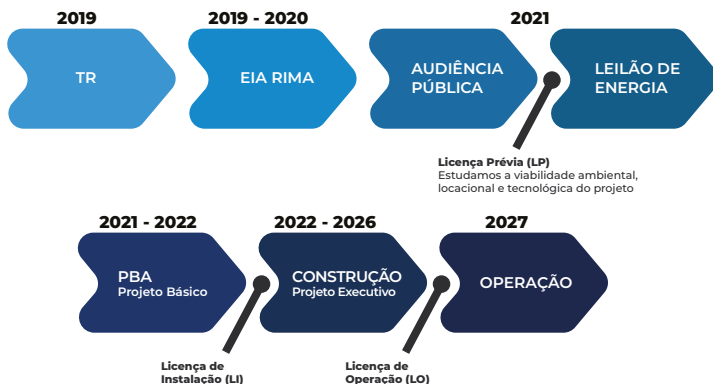 2019
2019 - 2020
2021
TR
EIA RIMA
AUDIÊNCIA
PÚBLICA
LEILÃO DE
ENERGIA
Licença Prévia (LP)
Estudamos a viabilidade ambiental,
locacional e tecnológica do projeto
2021 - 2022
2022 - 2026
2027
PBA
Projeto Básico
CONSTRUÇÃO
Projeto Executivo
OPERAÇÃO
Licença de
Instalação (LI)
Licença de
Operação (LO)